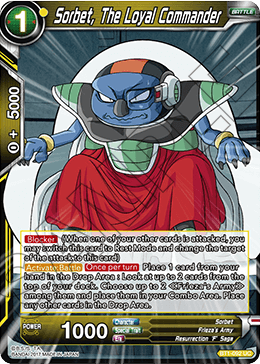 BATTLE
Sorbet, The Loyal Commander
1
0 + 5000
Blocker (When one of your other cards is attacked, you
may switch this card to Rest Mode and change the
target of the attack to this card)
Activate: Battle Once per turn Place 1 card from your
hand in the Drop Area : Look at up to 2 cards from the
top of your deck. Choose up to 2 «Frieza's Army»
among them and place them in your Combo Area. Place
any other cards in the Drop Area.
BT1-092 UC
POWER 1000
Character Sorbet
Special Trait Frieza's Army
Era Resurrection 'F' Saga
BANDAI 2017 MADE IN JAPAN